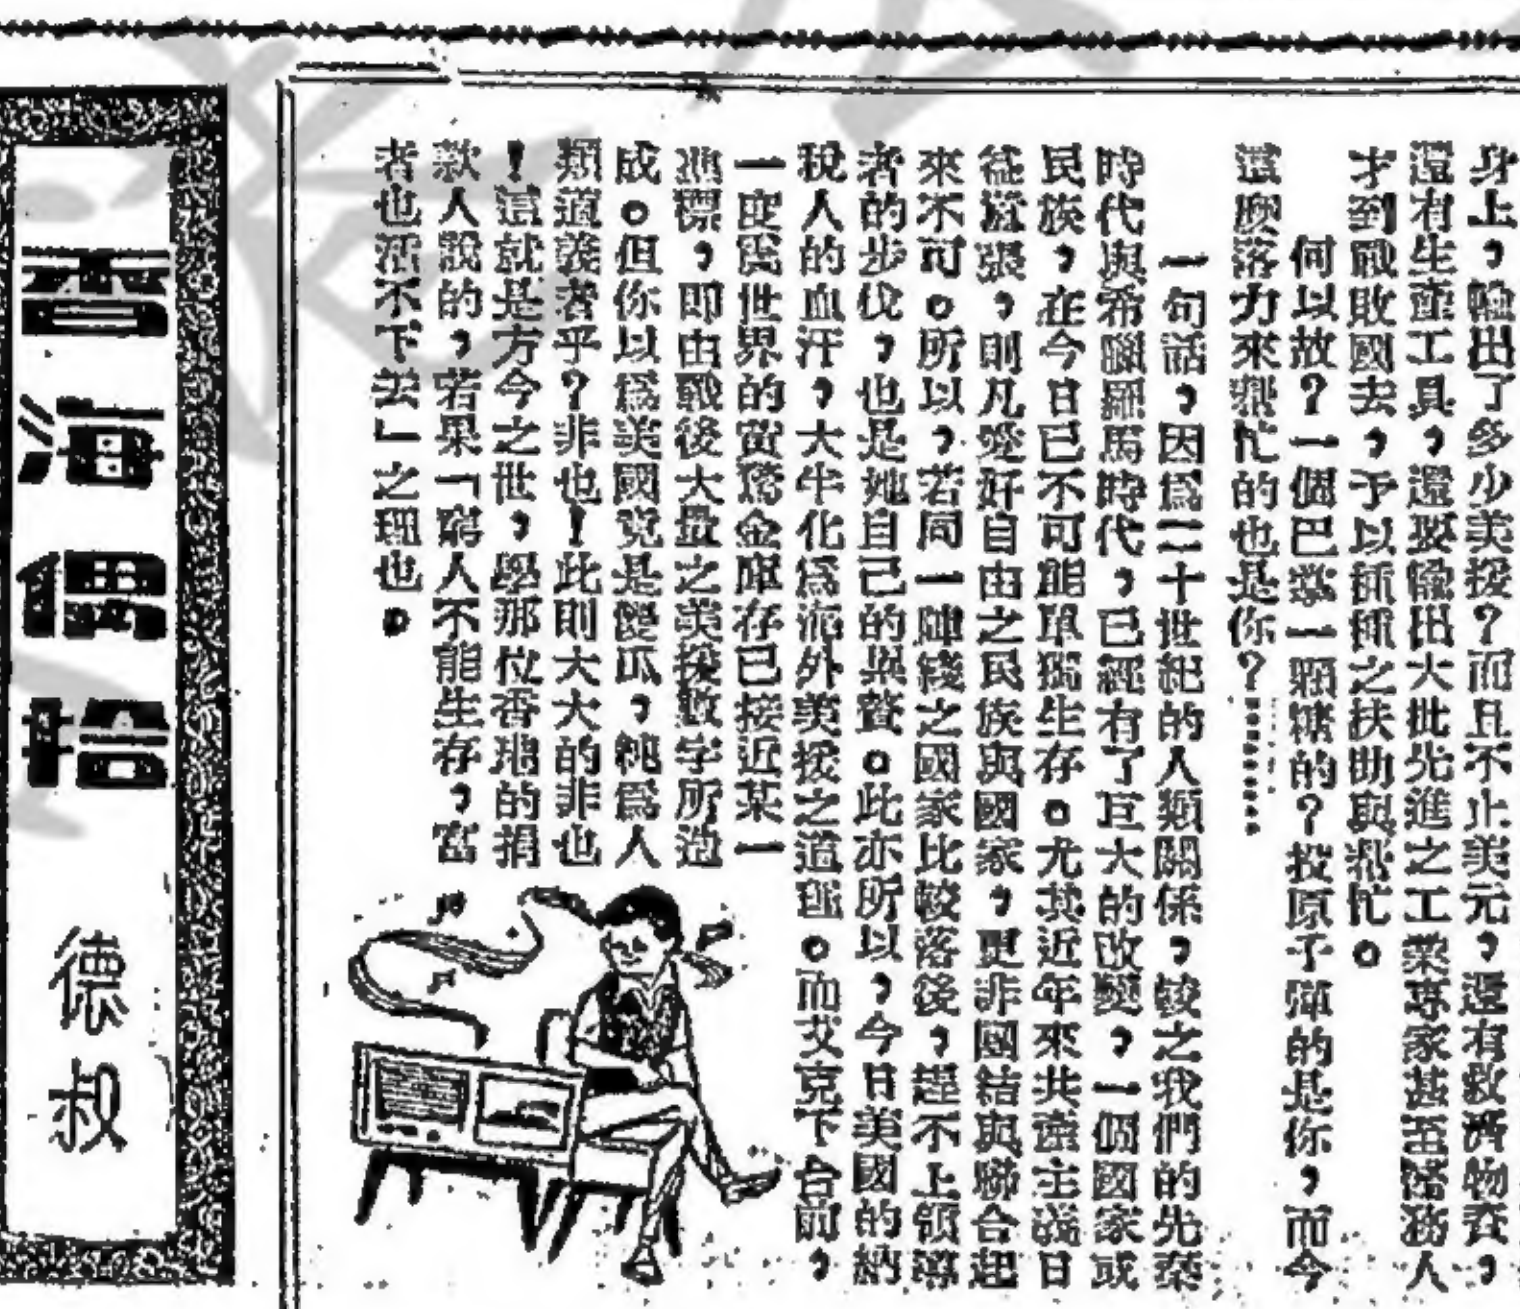 身上，輸出了多少美援？而且不止美元，還有救濟物資，
還有生產工具，還要輸出大批先進之工業專家甚至醫務人
才到戰敗國去，予以種種之扶助與幫忙。
何以故？一個巴掌一顆糖的？投原子彈的是你，而今
這麼落力來幫忙的也是你？………
一句話，因爲二十世紀的人類關係，較之我們的先秦
時代與希臘羅馬時代，已經有了巨大的改變，一個國家或
民族，在今日已不可能單獨生存。尤其近年來共產主義日
益囂張，則凡愛好自由之民族與國家，更非團結與聯合起
來不可。所以，若同一陣綫之國家比較落後，趕不上領導
者的步伐，也是她自己的累贅。此亦所以，今日美國的納
稅人的血汗，大半化爲海外美援之道理。而艾克下台前，
一度爲世界的黃金庫存已接近某一
標，即由戰後大量之美援數字所造
成。但你以爲美國竟是傻瓜，純爲人
類道義者乎？非也！此則大大的非也
！這就是方今之世，學那位香港的捐
款人說的，若果「窮人不能生存，富
者也活不下去」之理也。
香海偶拾
德叔